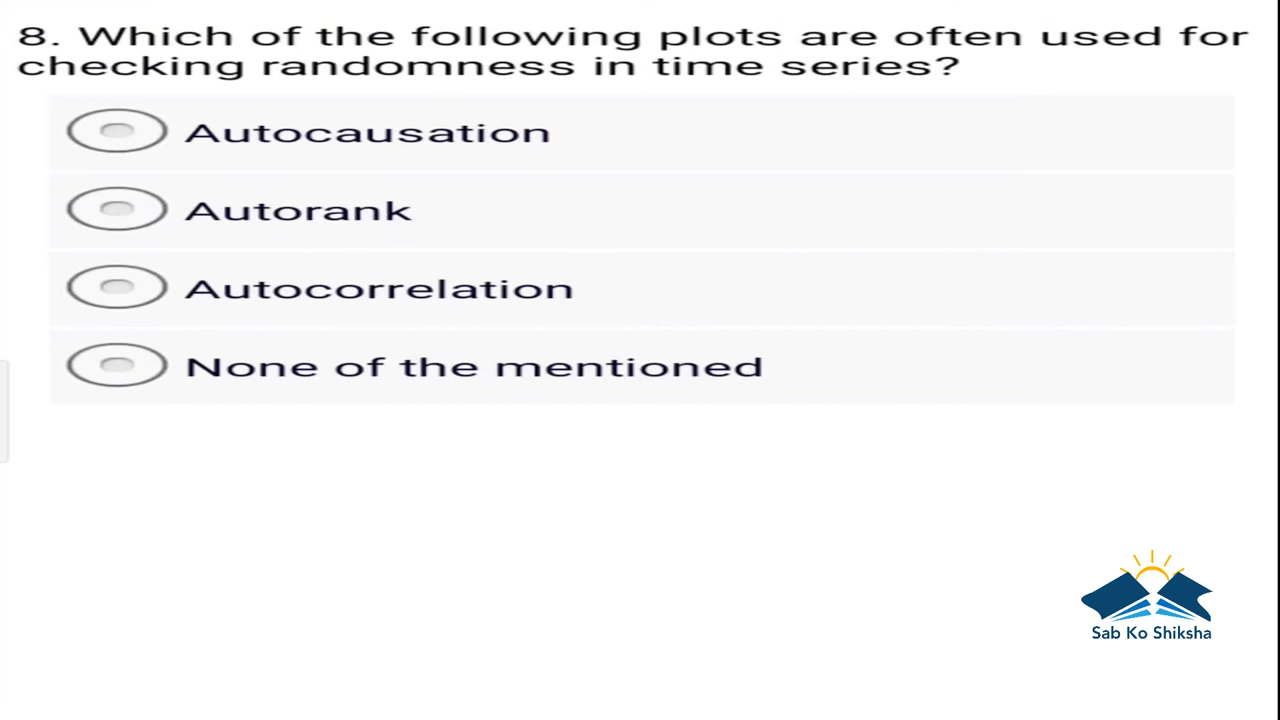 8. Which of the following plots are often used for
checking randomness in time series?
Autocausation
Autorank
Autocorrelation
None of the mentioned
Sab Ko Shiksha